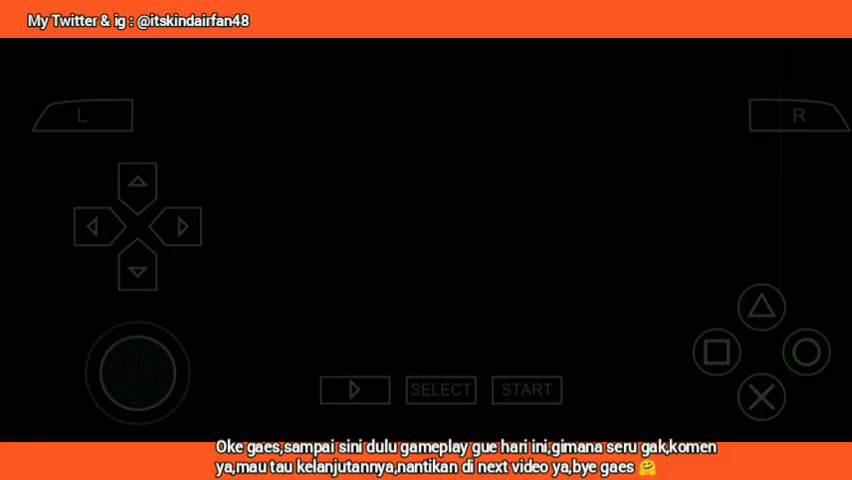 My Twitter & ig : @itskindairfan48
L
R
SELECT
START
Oke gaes,sampai sini dulu gameplay gue hari ini,gimana seru gak,komen
ya,mau tau kelanjutannya,nantikan di next video ya,bye gaes 🤗